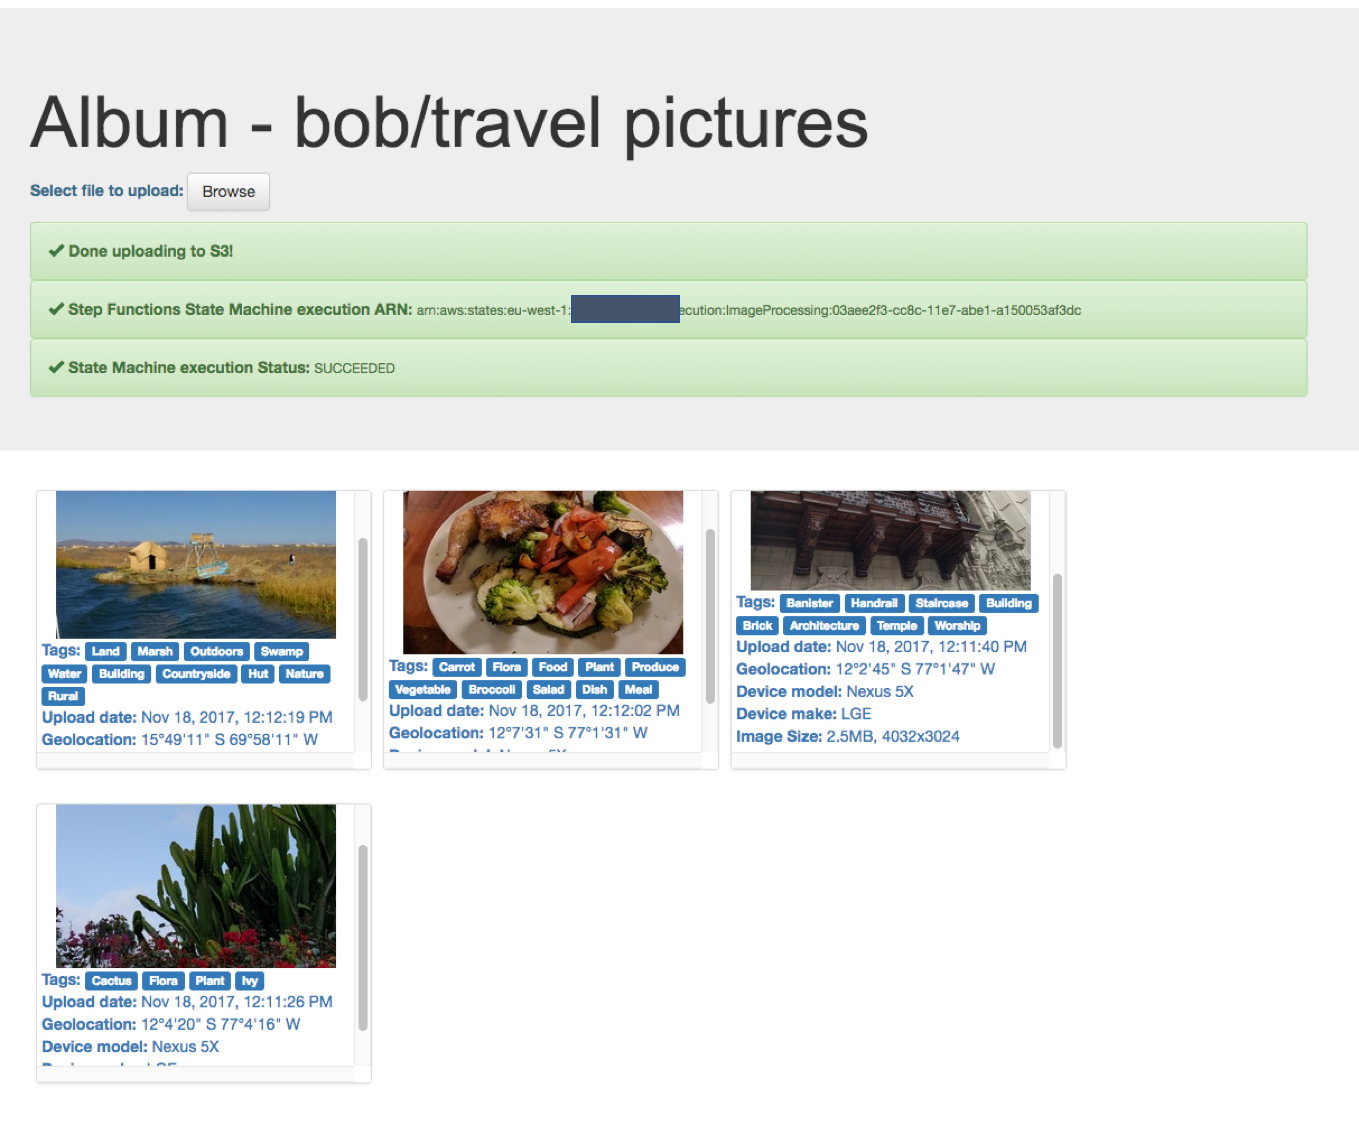 Album - bob/travel pictures
Select file to upload: Browse
Done uploading to S3!
Step Functions State Machine execution ARN: arn:aws:states:eu-west-1: ecution:ImageProcessing:03aee2f3-cc8c-11e7-abe1-a150053af3dc
State Machine execution Status: SUCCEEDED
Tags: Land Marsh Outdoors Swamp
Water Building Countryside Hut Nature
Rural
Upload date: Nov 18, 2017, 12:12:19 PM
Geolocation: 15°49'11" S 69°58'11" W
Tags: Carrot Flora Food Plant Produce
Vegetable Broccoli Salad Dish Meal
Upload date: Nov 18, 2017, 12:12:02 PM
Geolocation: 12°7'31" S 77°1'31" W
Tags: Banister Handrail Staircase Building
Brick Architecture Temple Worship
Upload date: Nov 18, 2017, 12:11:40 PM
Geolocation: 12°2'45" S 77°1'47" W
Device model: Nexus 5X
Device make: LGE
Image Size: 2.5MB, 4032x3024
Tags: Cactus Flora Plant Ivy
Upload date: Nov 18, 2017, 12:11:26 PM
Geolocation: 12°4'20" S 77°4'16" W
Device model: Nexus 5X